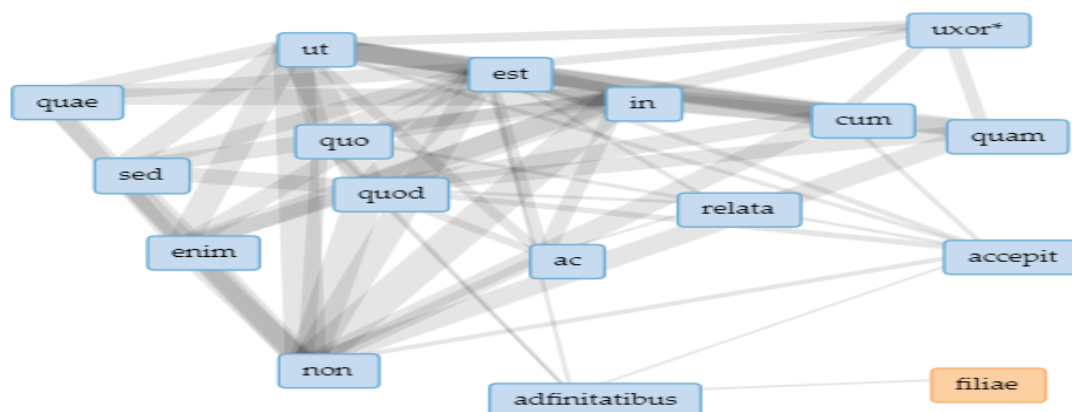 uxor*
ut
est
quae
in
cum
quo
quam
sed
quod
relata
enim
ac
accepit
non
filiae
adfinitatibus